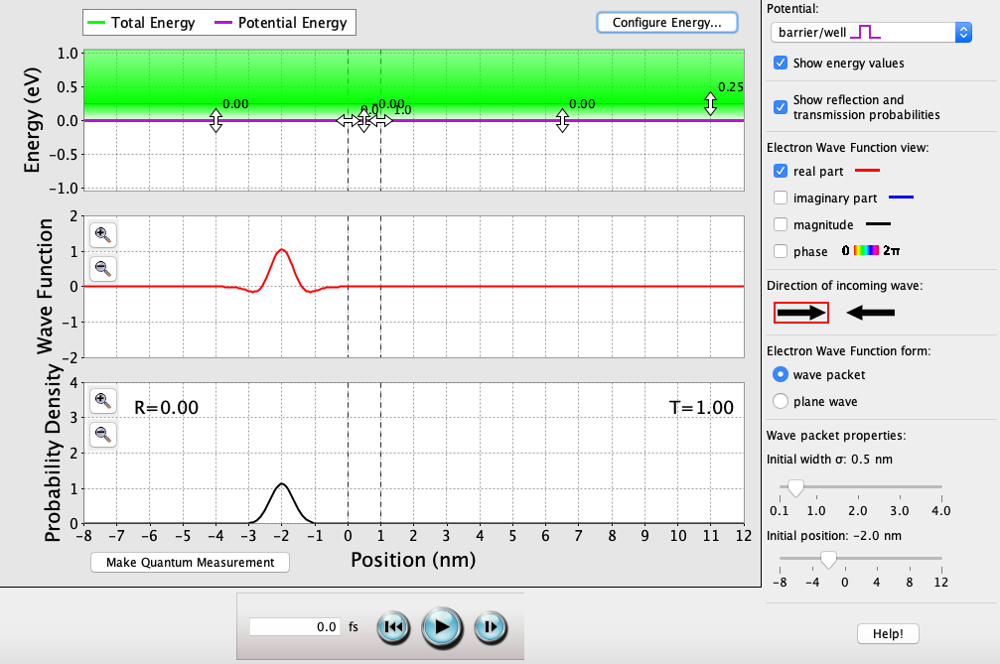 Total Energy Potential Energy
Configure Energy...
Energy (eV)
1.0
0.5
0.0
-0.5
-1.0
0.00
0.00
1.0
0.00
0.25
Wave Function
2
1
0
-1
-2
Probability Density
4
3
2
1
0
R=0.00
T=1.00
-8 -7 -6 -5 -4 -3 -2 -1 0 1 2 3 4 5 6 7 8 9 10 11 12
Make Quantum Measurement
Position (nm)
0.0 fs
Potential:
barrier/well
Show energy values
Show reflection and
transmission probabilities
Electron Wave Function view:
real part
imaginary part
magnitude
phase 0 2π
Direction of incoming wave:
Electron Wave Function form:
wave packet
plane wave
Wave packet properties:
Initial width σ: 0.5 nm
0.1 1.0 2.0 3.0 4.0
Initial position: -2.0 nm
-8 -4 0 4 8 12
Help!